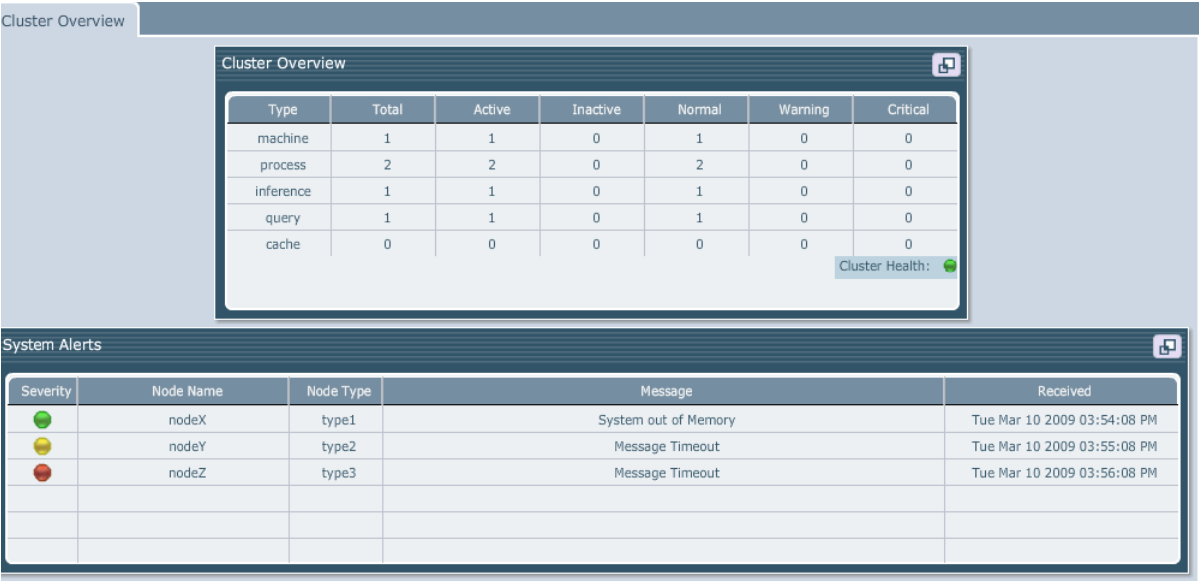 Cluster Overview
Cluster Overview
Type Total Active Inactive Normal Warning Critical
machine 1 1 0 1 0 0
process 2 2 0 2 0 0
inference 1 1 0 1 0 0
query 1 1 0 1 0 0
cache 0 0 0 0 0 0
Cluster Health:
System Alerts
Severity Node Name Node Type Message Received
nodeX type1 System out of Memory Tue Mar 10 2009 03:54:08 PM
nodeY type2 Message Timeout Tue Mar 10 2009 03:55:08 PM
nodeZ type3 Message Timeout Tue Mar 10 2009 03:56:08 PM